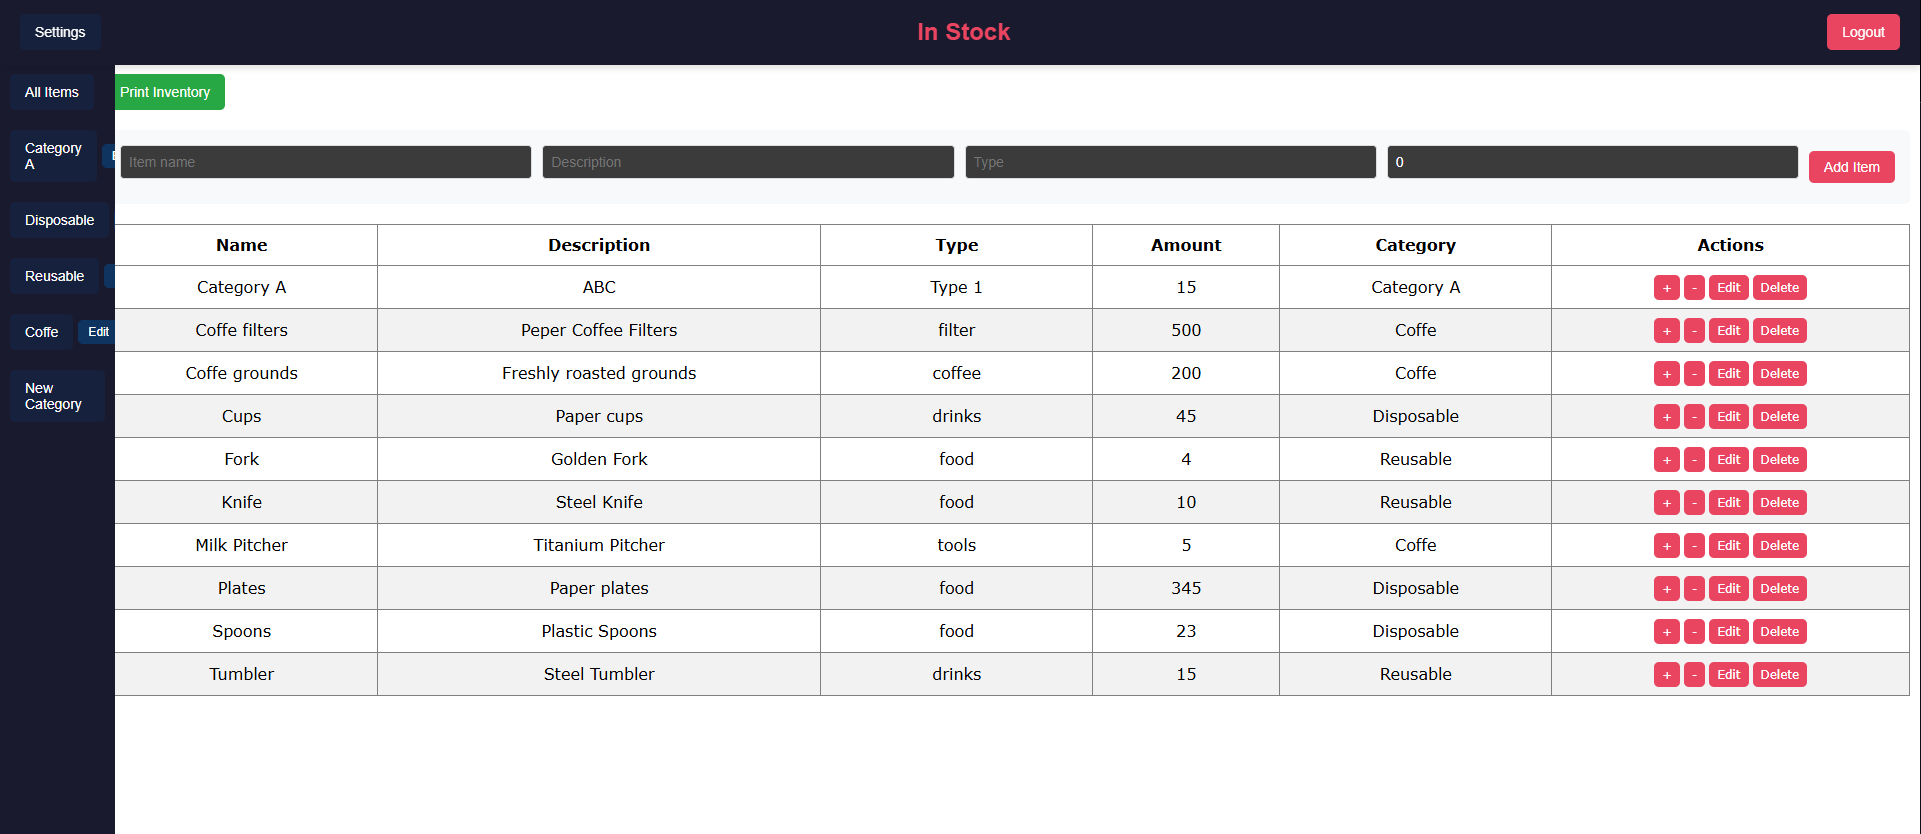 Settings In Stock Logout
All Items Print Inventory
Category
A
Item name Description Type 0 Add Item
Disposable
Reusable
Coffe Edit
New
Category
Name Description Type Amount Category Actions
Category A ABC Type 1 15 Category A + - Edit Delete
Coffe filters Peper Coffee Filters filter 500 Coffe + - Edit Delete
Coffe grounds Freshly roasted grounds coffee 200 Coffe + - Edit Delete
Cups Paper cups drinks 45 Disposable + - Edit Delete
Fork Golden Fork food 4 Reusable + - Edit Delete
Knife Steel Knife food 10 Reusable + - Edit Delete
Milk Pitcher Titanium Pitcher tools 5 Coffe + - Edit Delete
Plates Paper plates food 345 Disposable + - Edit Delete
Spoons Plastic Spoons food 23 Disposable + - Edit Delete
Tumbler Steel Tumbler drinks 15 Reusable + - Edit Delete